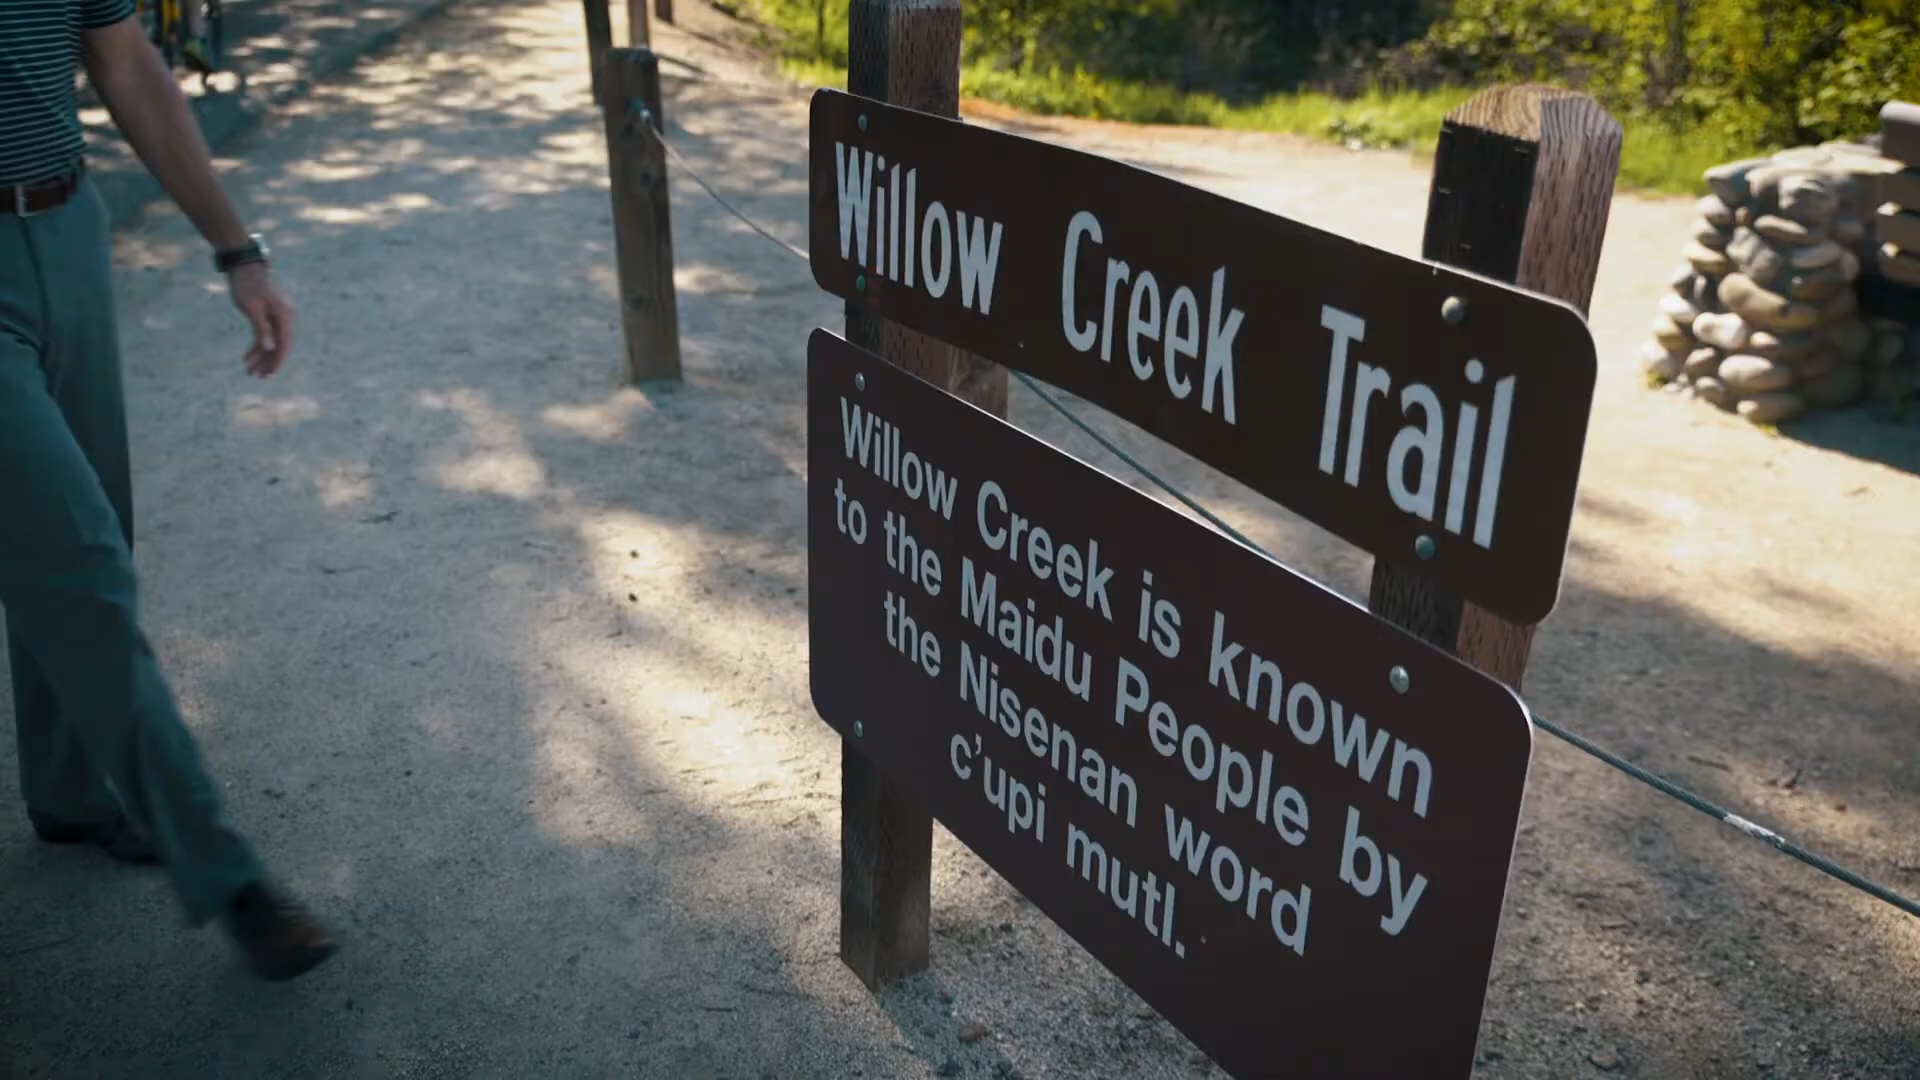 Willow Creek Trail
Willow Creek is known
to the Maidu People by
the Nisenan word
c'upi mutl.